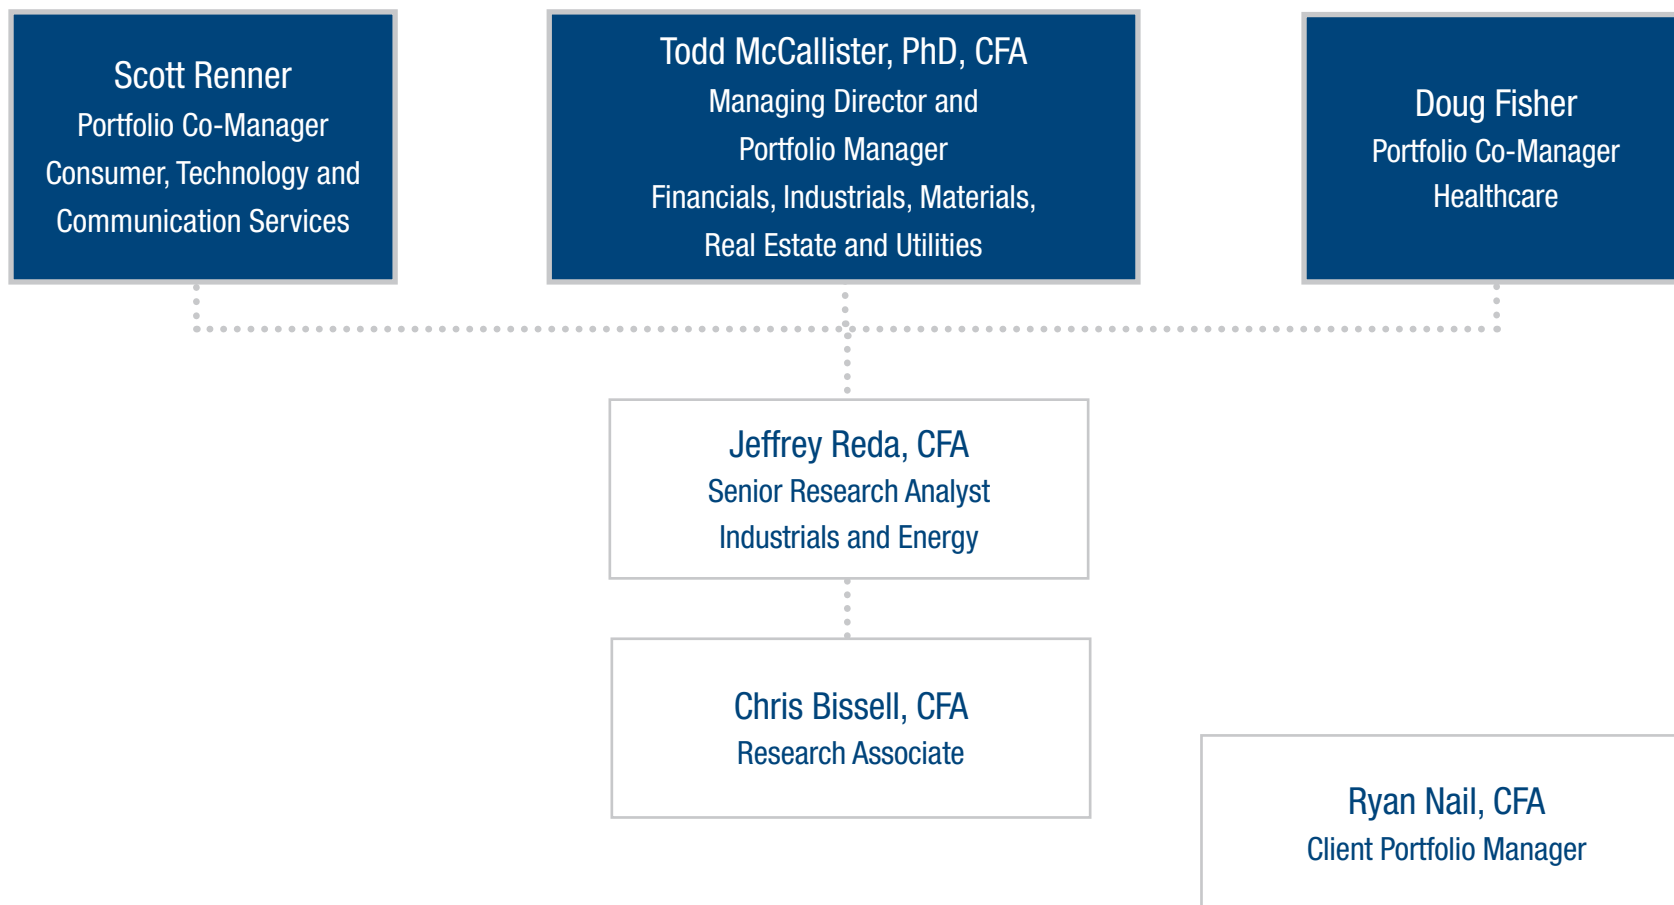 Scott Renner
Portfolio Co-Manager
Consumer, Technology and
Communication Services
Todd McCallister, PhD, CFA
Managing Director and
Portfolio Manager
Financials, Industrials, Materials,
Real Estate and Utilities
Doug Fisher
Portfolio Co-Manager
Healthcare
Jeffrey Reda, CFA
Senior Research Analyst
Industrials and Energy
Chris Bissell, CFA
Research Associate
Ryan Nail, CFA
Client Portfolio Manager